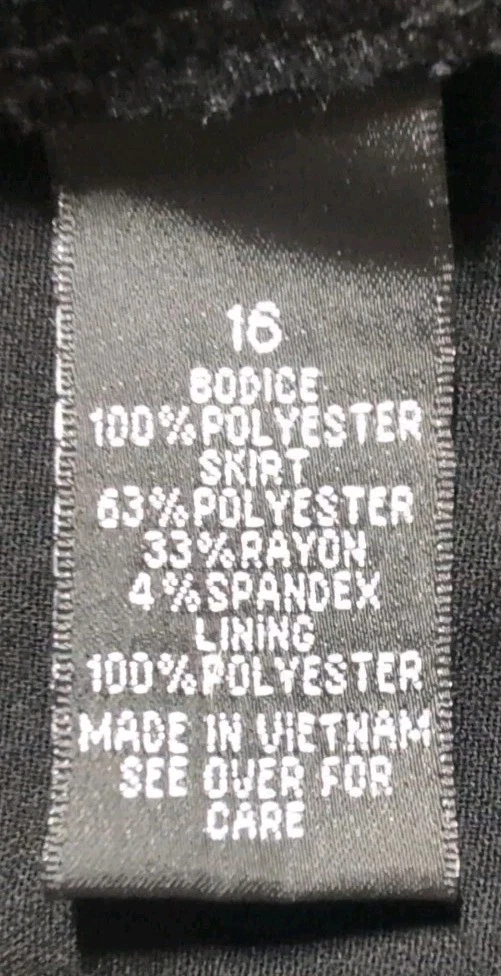 16
BODICE
100%POLYESTER
SKIRT
63%POLYESTER
33%RAYON
4%SPANDEX
LINING
100%POLYESTER
MADE IN VIETNAM
SEE OVER FOR
CARE